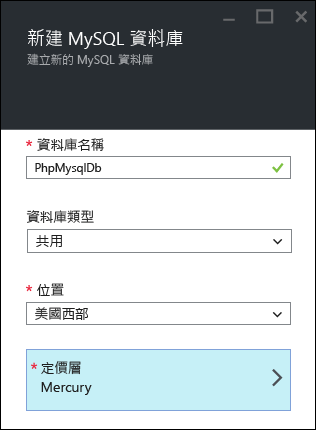 新建 MySQL 資料庫
建立新的 MySQL 資料庫
* 資料庫名稱
PhpMysqlDb
資料庫類型
共用
* 位置
美國西部
* 定價層
Mercury